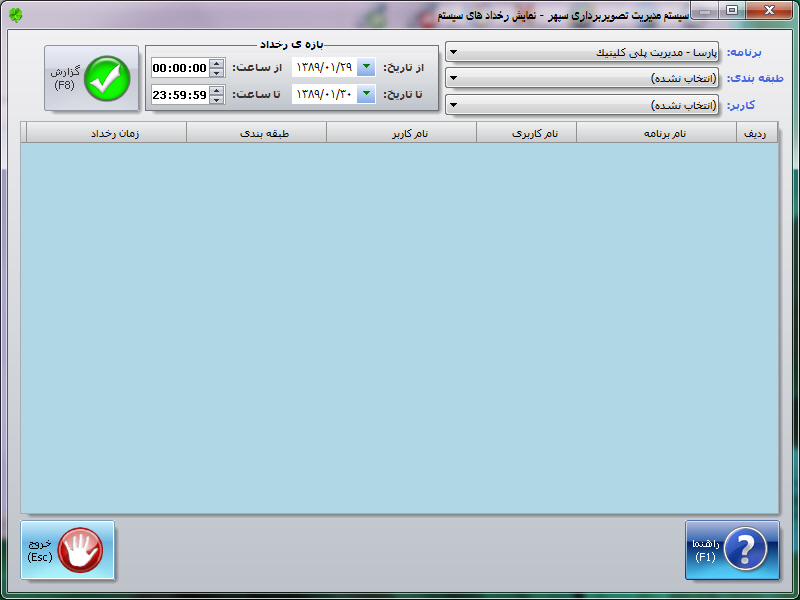 سیستم مدیریت تصویربرداری سپهر - نمایش رخداد های سیستم
برنامه: پارسا - مدیریت پلی کلینیک
طبقه بندی: (انتخاب نشده)
کاربر: (انتخاب نشده)
بازه ی رخداد
از تاریخ: ۱۳۸۹/۰۱/۲۹ از ساعت: 00:00:00
تا تاریخ: ۱۳۸۹/۰۱/۳۰ تا ساعت: 23:59:59
گزارش
(F8)
ردیف نام برنامه نام کاربری نام کاربر طبقه بندی زمان رخداد
راهنما
(F1)
خروج
(Esc)